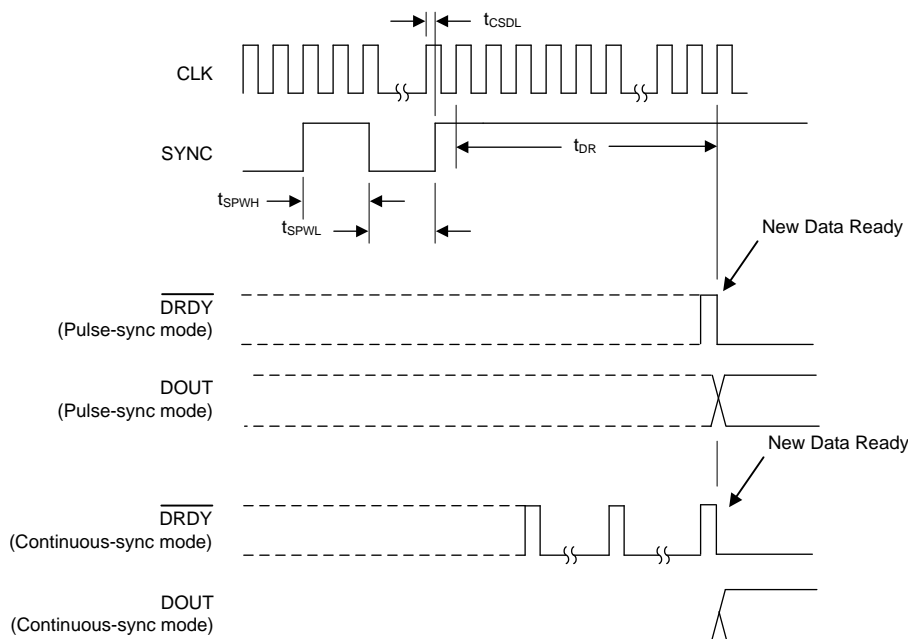 tCSDL
CLK
SYNC
tDR
tSPWH
tSPWL
New Data Ready
DRDY
(Pulse-sync mode)
DOUT
(Pulse-sync mode)
New Data Ready
DRDY
(Continuous-sync mode)
DOUT
(Continuous-sync mode)